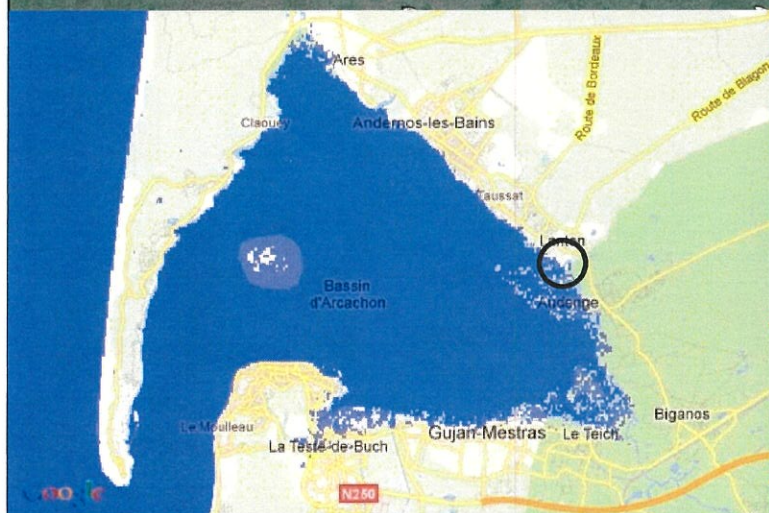 Ares
Claouey
Andernos-les-Bains
Route de Bordeaux
Route de Blagon
Taussat
Lanton
Bassin
d'Arcachon
Audenge
Biganos
Le Moulleau
Gujan-Mestras
Le Teich
La Teste-de-Buch
Google
N250